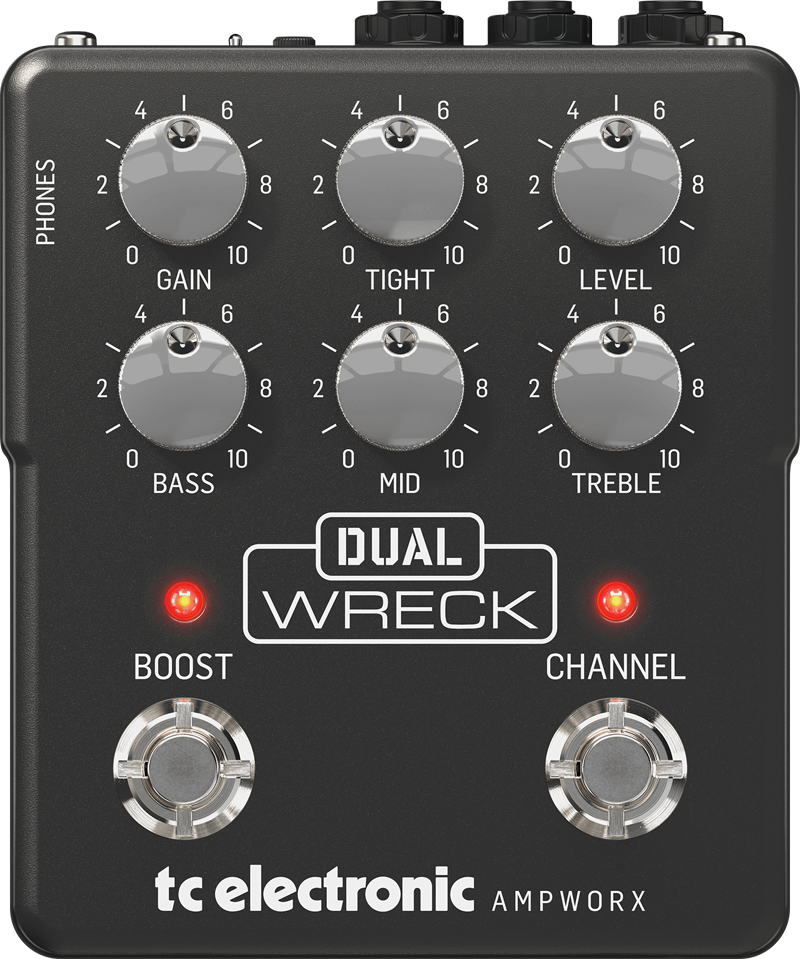 4 6 4 6 4 6
PHONES
2 8 2 8 2 8
0 10 0 10 0 10
GAIN TIGHT LEVEL
4 6 4 6 4 6
2 8 2 8 2 8
0 10 0 10 0 10
BASS MID TREBLE
DUAL
WRECK
BOOST CHANNEL
tc electronic AMPWORX